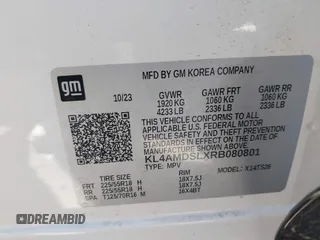 gm
MFD BY GM KOREA COMPANY
10/23
GVWR GAWR FRT GAWR RR
1920 KG 1060 KG 1060 KG
4233 LB 2336 LB 2336 LB
THIS VEHICLE CONFORMS TO ALL APPLICABLE U.S. FEDERAL MOTOR VEHICLE SAFETY, BUMPER, AND THEFT PREVENTION STANDARDS IN EFFECT ON THE DATE OF MANUFACTURE SHOWN ABOVE.
KL4AMDSLXRB080801
TYPE: MPV MODEL:
RIM
FRT 225/55R18 H 18X7.5J
RR 225/55R18 H 18X7.5J
SPA T125/70R16 M 16X4BT
© BIDFAX